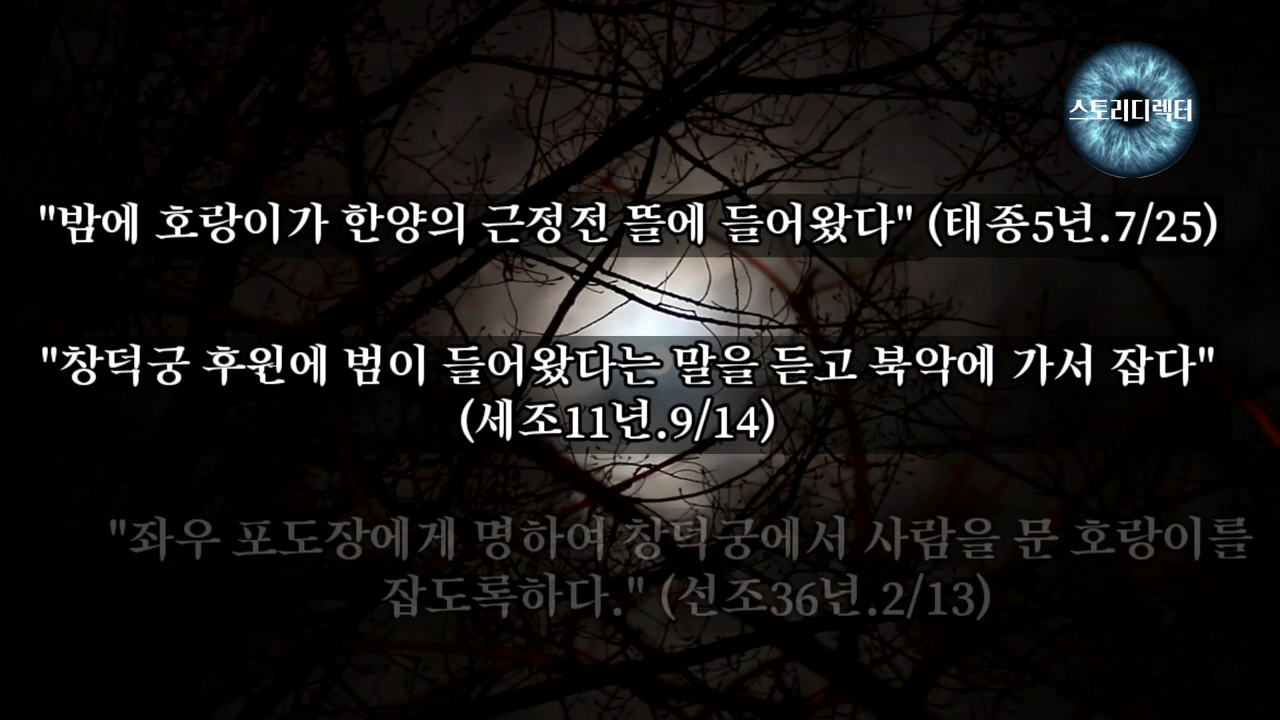 스토리디렉터
"밤에 호랑이가 한양의 근정전 뜰에 들어왔다" (태종5년.7/25)
"창덕궁 후원에 범이 들어왔다는 말을 듣고 북악에 가서 잡다"
(세조11년.9/14)
"좌우 포도장에게 명하여 창덕궁에서 사람을 문 호랑이를
잡도록하다." (선조36년.2/13)